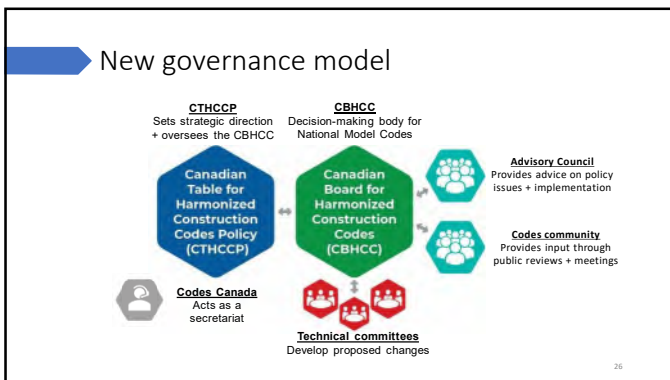 New governance model
CTHCCP
Sets strategic direction
+ oversees the CBHCC
CBHCC
Decision-making body for
National Model Codes
Canadian
Table for
Harmonized
Construction
Codes Policy
(CTHCCP)
Canadian
Board for
Harmonized
Construction
Codes
(CBHCC)
Advisory Council
Provides advice on policy
issues + implementation
Codes community
Provides input through
public reviews + meetings
Codes Canada
Acts as a
secretariat
Technical committees
Develop proposed changes
26